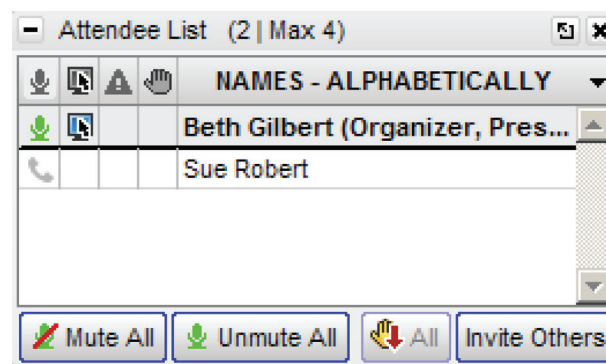 Attendee List (2 | Max 4)
NAMES - ALPHABETICALLY
Beth Gilbert (Organizer, Pres...
Sue Robert
Mute All Unmute All All Invite Others